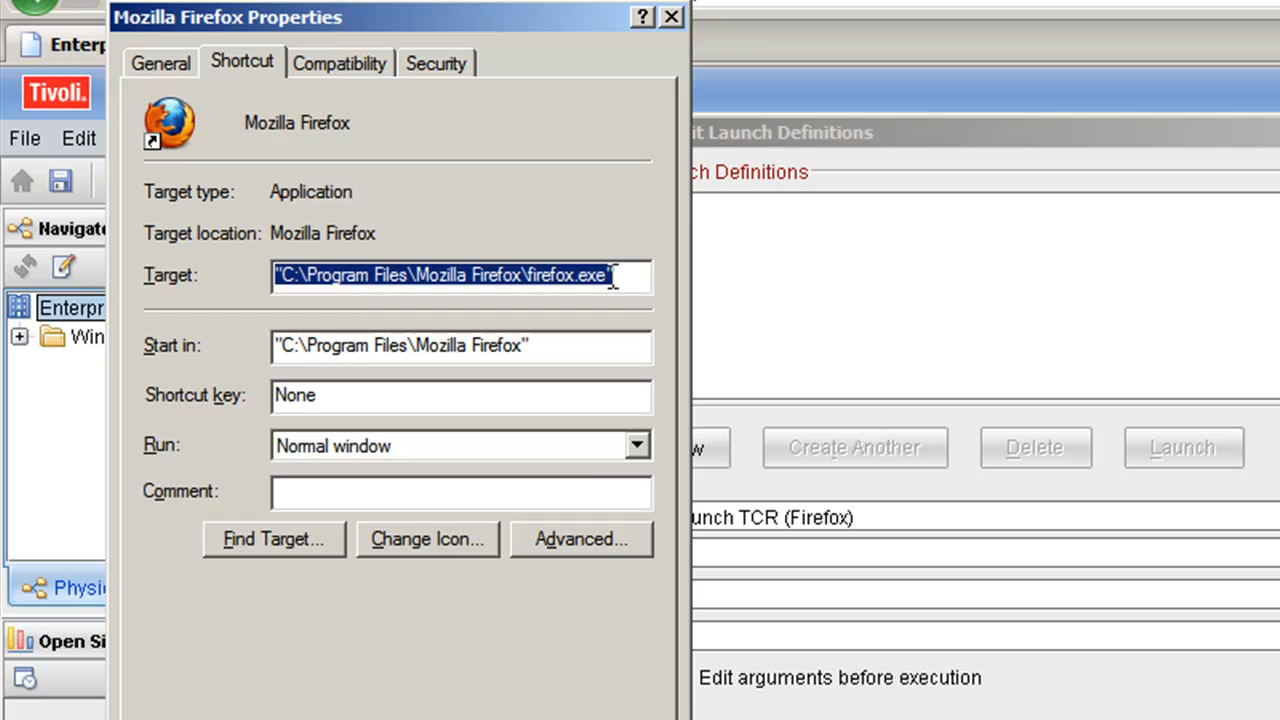 Mozilla Firefox Properties
General
Shortcut
Compatibility
Security
Mozilla Firefox
Target type: Application
Target location: Mozilla Firefox
Target: "C:\Program Files\Mozilla Firefox\firefox.exe"
Start in: "C:\Program Files\Mozilla Firefox"
Shortcut key: None
Run: Normal window
Comment:
Find Target...
Change Icon...
Advanced...
Enterp
Tivoli.
File Edit
Navigato
Enterpr
Win
Physi
Open Si
it Launch Definitions
ch Definitions
w
Create Another
Delete
Launch
unch TCR (Firefox)
Edit arguments before execution